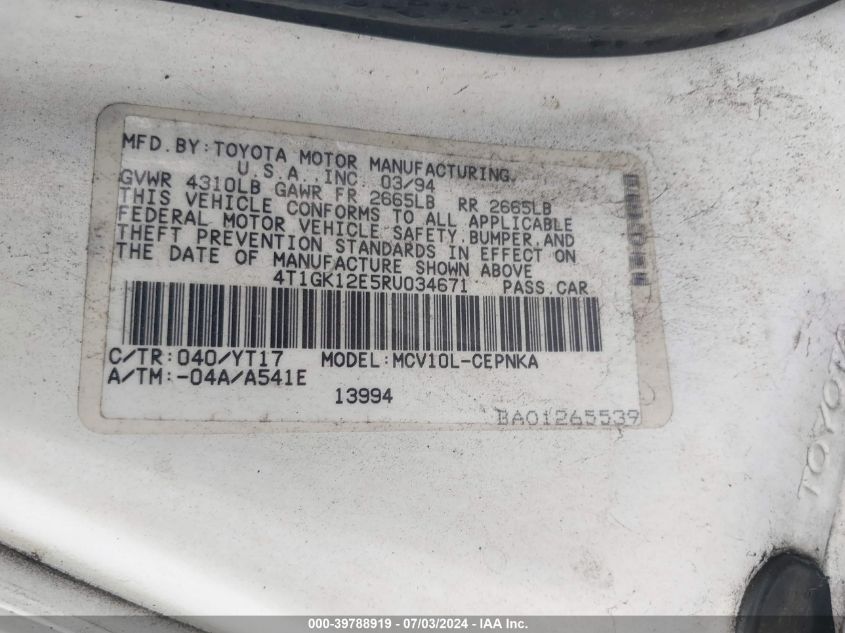 MFD. BY: TOYOTA MOTOR MANUFACTURING,
U.S.A., INC. 03/94
GVWR 4310LB GAWR FR 2665LB RR 2665LB
THIS VEHICLE CONFORMS TO ALL APPLICABLE
FEDERAL MOTOR VEHICLE SAFETY, BUMPER, AND
THEFT PREVENTION STANDARDS IN EFFECT ON
THE DATE OF MANUFACTURE SHOWN ABOVE
4T1GK12E5RU034671 PASS.CAR
C/TR:040/YT17 MODEL:MCV10L-CEPNKA
A/TM:-04A/A541E
13994
BA01265539
TOYOTA
000-39788919 - 07/03/2024 - IAA Inc.